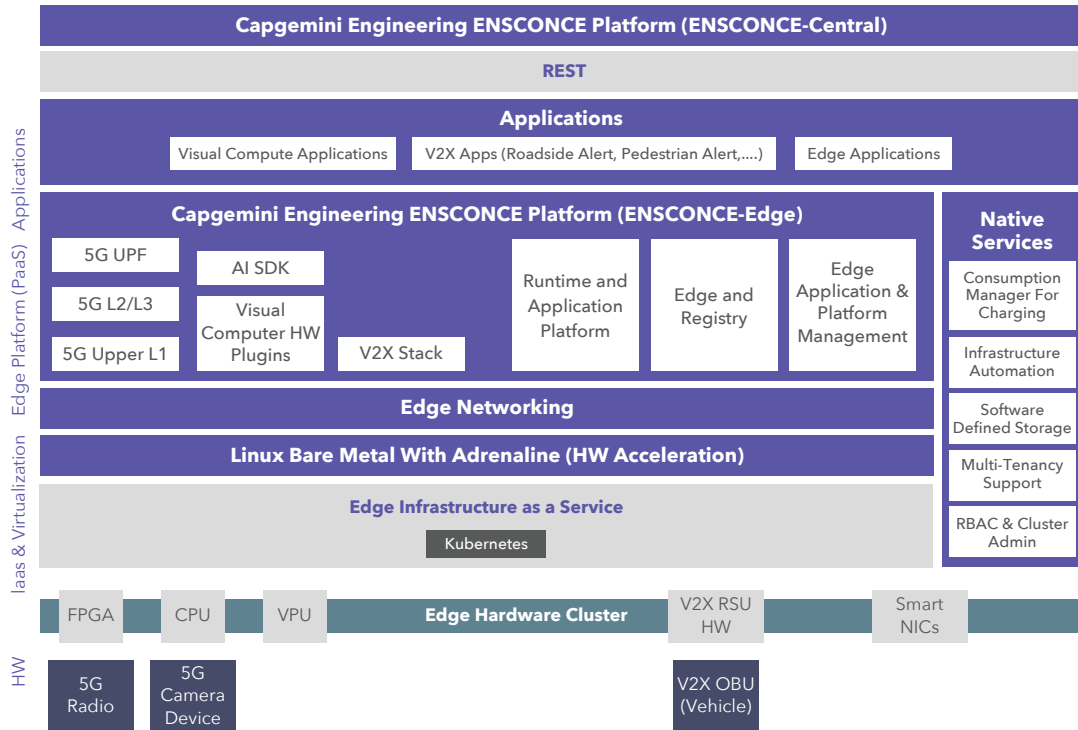 Capgemini Engineering ENSCONCE Platform (ENSCONCE-Central)
REST
Applications
Visual Compute Applications
V2X Apps (Roadside Alert, Pedestrian Alert,....)
Edge Applications
Applications
Capgemini Engineering ENSCONCE Platform (ENSCONCE-Edge)
5G UPF
5G L2/L3
5G Upper L1
AI SDK
Visual
Computer HW
Plugins
V2X Stack
Runtime and
Application
Platform
Edge and
Registry
Edge
Application &
Platform
Management
Edge Platform (PaaS)
Native
Services
Consumption
Manager For
Charging
Infrastructure
Automation
Software
Defined Storage
Multi-Tenancy
Support
RBAC & Cluster
Admin
Edge Networking
Linux Bare Metal With Adrenaline (HW Acceleration)
Edge Infrastructure as a Service
Kubernetes
Iaas & Virtualization
FPGA
CPU
VPU
Edge Hardware Cluster
V2X RSU
HW
Smart
NICs
HW
5G
Radio
5G
Camera
Device
V2X OBU
(Vehicle)